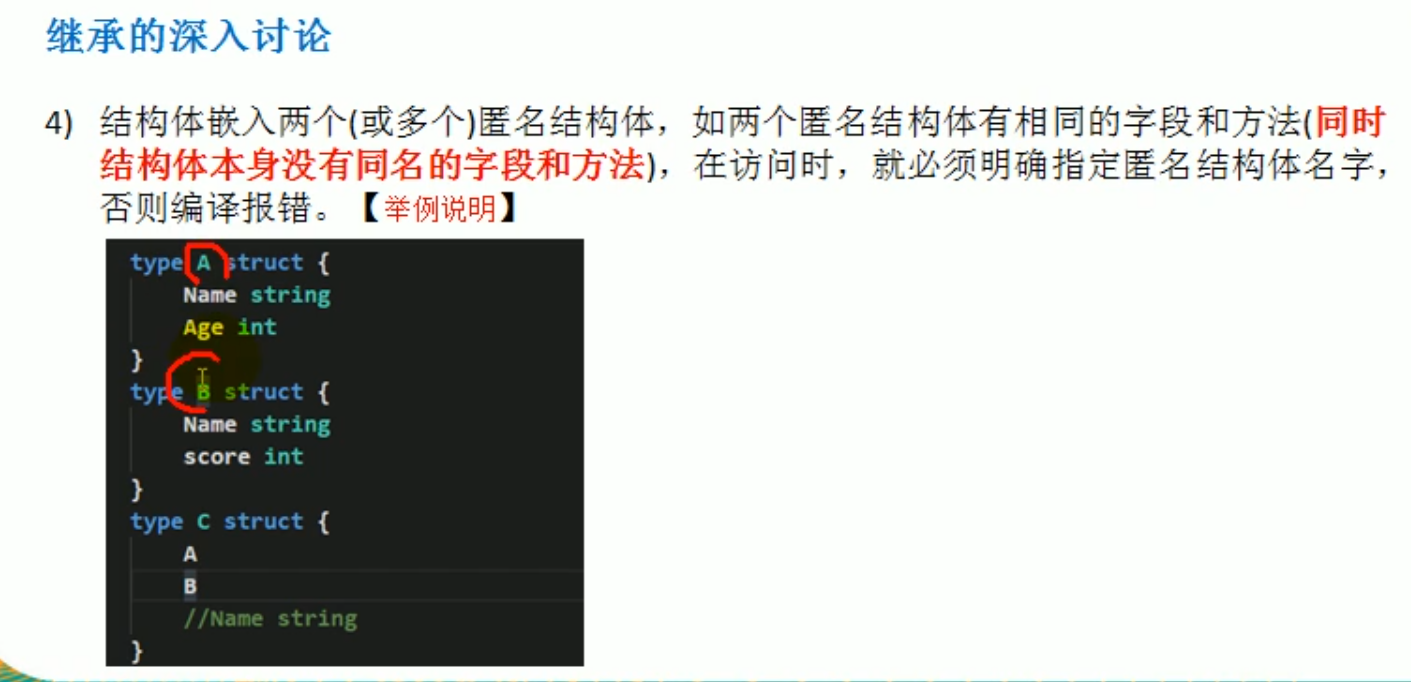 继承的深入讨论
4) 结构体嵌入两个(或多个)匿名结构体，如两个匿名结构体有相同的字段和方法(同时
结构体本身没有同名的字段和方法)，在访问时，就必须明确指定匿名结构体名字，
否则编译报错。【举例说明】
type A struct {
Name string
Age int
}
type B struct {
Name string
score int
}
type C struct {
A
B
//Name string
}